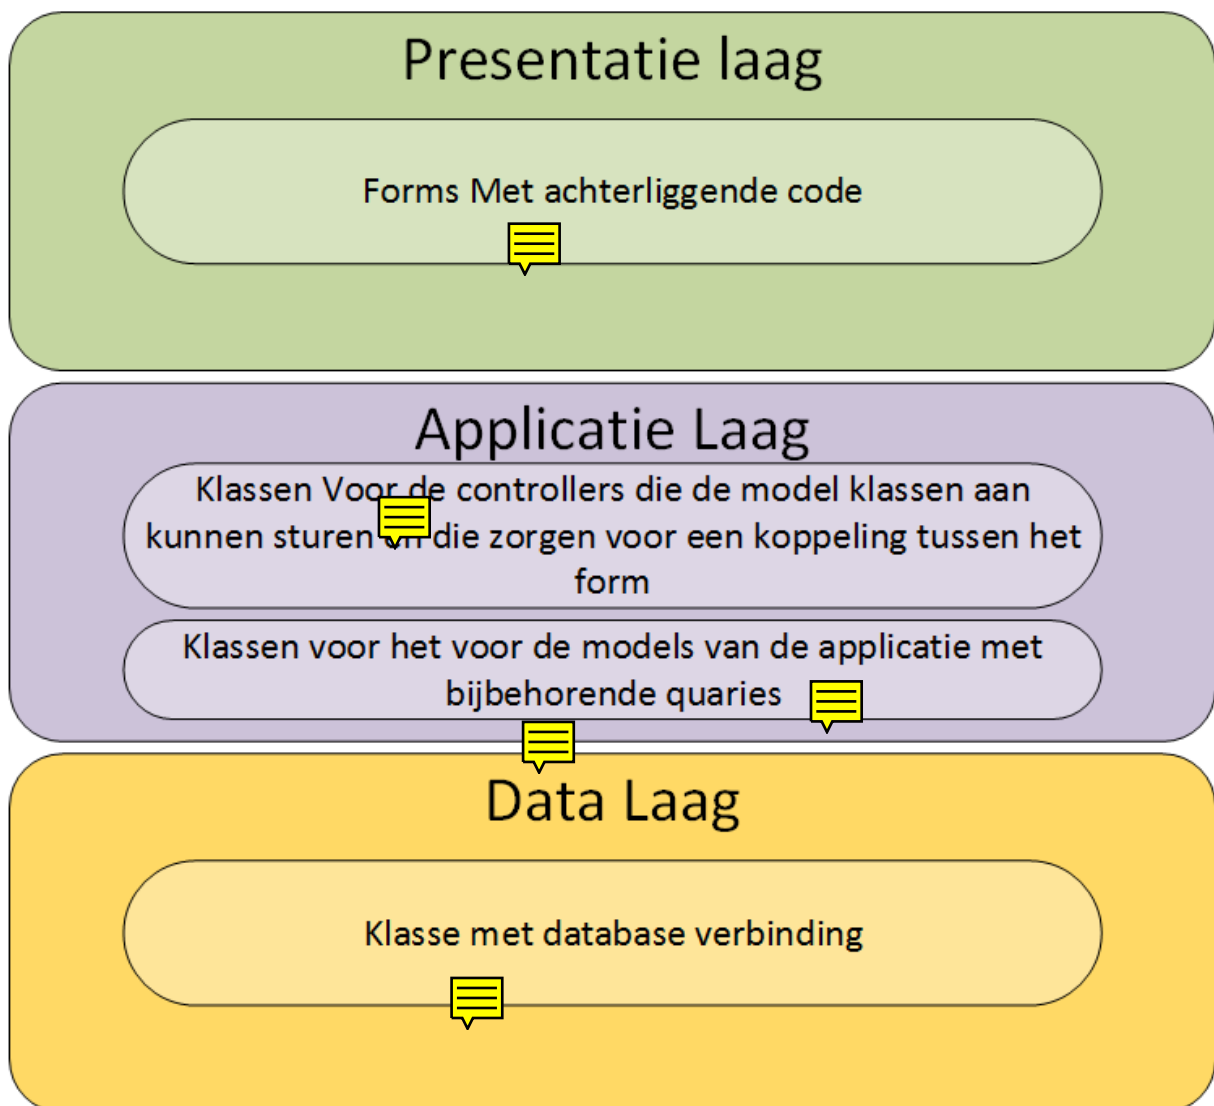 Presentatie laag
Forms Met achterliggende code
Applicatie Laag
Klassen Voor de controllers die de model klassen aan
kunnen sturen die zorgen voor een koppeling tussen het
form
Klassen voor het voor de models van de applicatie met
bijbehorende quaries
Data Laag
Klasse met database verbinding